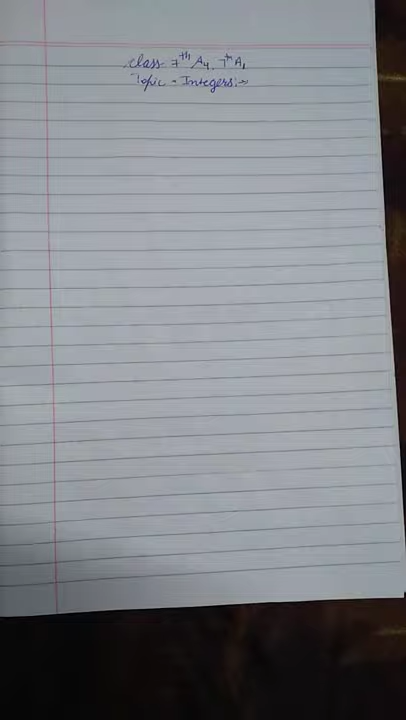 class 7th A4, 7th A1
Topic - Integers :~